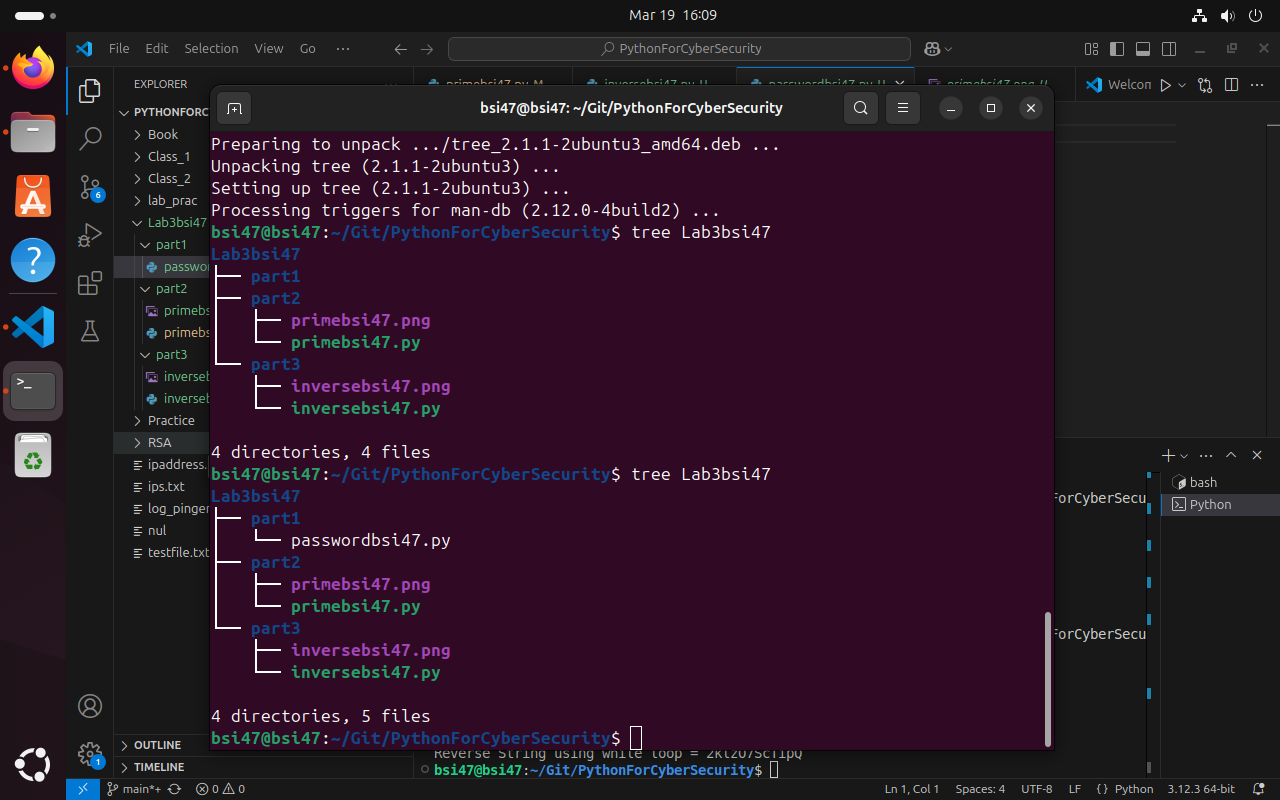 Mar 19 16:09
File Edit Selection View Go ···
PythonForCyberSecurity
EXPLORER
primebsi47.py M
inversebsi47.py U
passwordbsi47.py U
primebsi47.png U
Welcom
bsi47@bsi47: ~/Git/PythonForCyberSecurity
PYTHONFORC
Book
Class_1
Class_2
lab_prac
Lab3bsi47
part1
passwo
part2
primebs
primebs
part3
inverseb
inverseb
Practice
RSA
ipaddress.
ips.txt
log_pinger
nul
testfile.txt
6
Preparing to unpack .../tree_2.1.1-2ubuntu3_amd64.deb ...
Unpacking tree (2.1.1-2ubuntu3) ...
Setting up tree (2.1.1-2ubuntu3) ...
Processing triggers for man-db (2.12.0-4build2) ...
bsi47@bsi47:~/Git/PythonForCyberSecurity$ tree Lab3bsi47
Lab3bsi47
├── part1
├── part2
│   ├── primebsi47.png
│   └── primebsi47.py
└── part3
    ├── inversebsi47.png
    └── inversebsi47.py
4 directories, 4 files
bsi47@bsi47:~/Git/PythonForCyberSecurity$ tree Lab3bsi47
Lab3bsi47
├── part1
│   └── passwordbsi47.py
├── part2
│   ├── primebsi47.png
│   └── primebsi47.py
└── part3
    ├── inversebsi47.png
    └── inversebsi47.py
4 directories, 5 files
bsi47@bsi47:~/Git/PythonForCyberSecurity$
bash
Python
ForCyberSecu
ForCyberSecu
OUTLINE
TIMELINE
1
Reverse String using while loop =
bsi47@bsi47:~/Git/PythonForCyberSecurity$
main*+ 0 0
Ln 1, Col 1 Spaces: 4 UTF-8 LF {} Python 3.12.3 64-bit